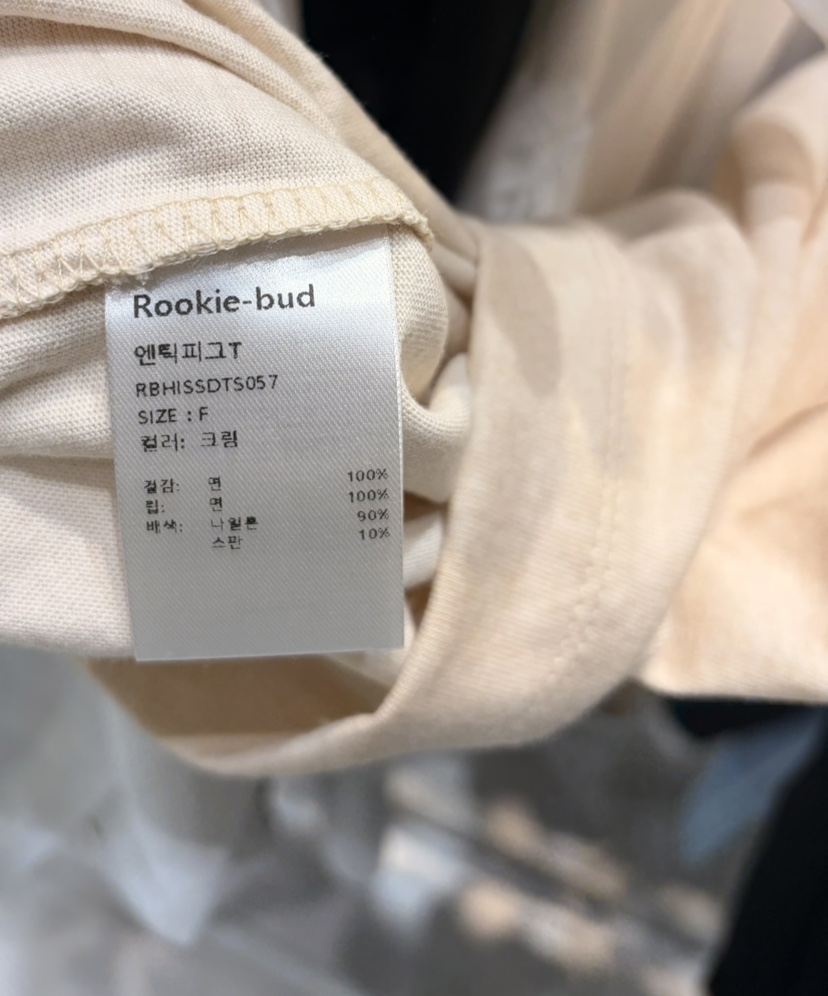 Rookie-bud
엔틱피그T
RBHISSDTS057
SIZE : F
컬러: 크림
겉감: 면 100%
립: 면 100%
배색: 나일론 90%
스판 10%